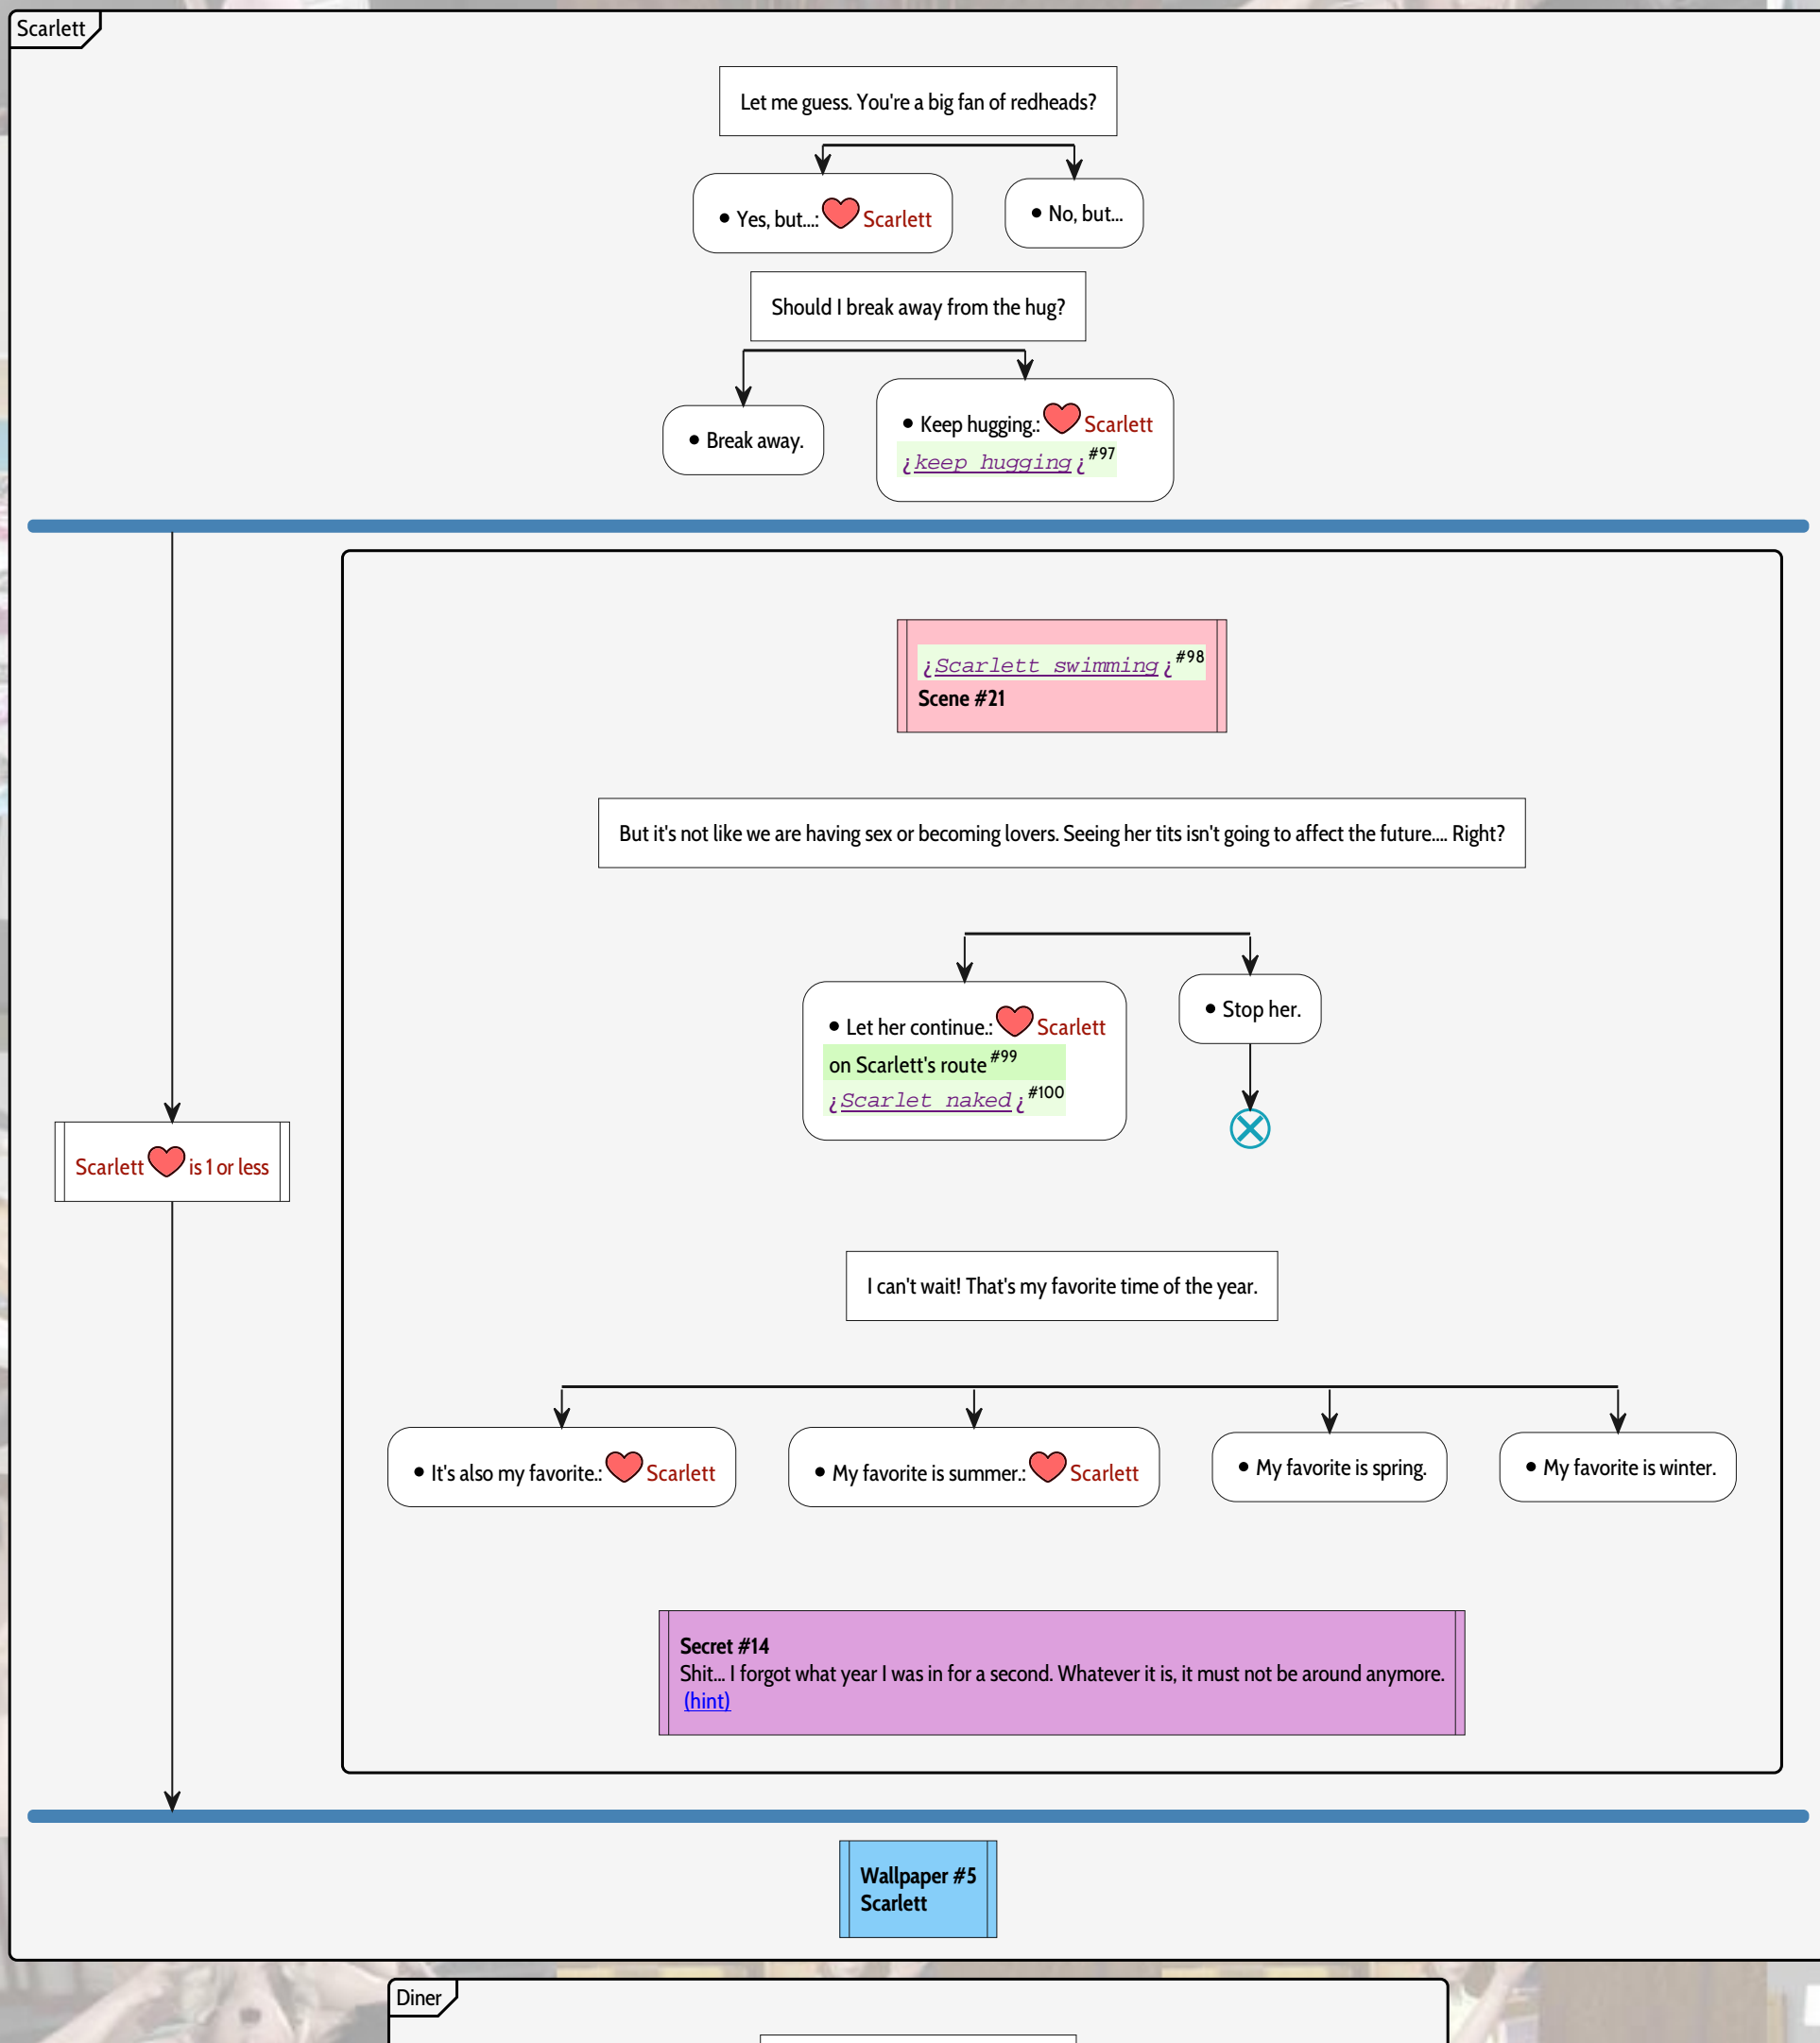 Scarlett
Let me guess. You're a big fan of redheads?
• Yes, but...: Scarlett
• No, but...
Should I break away from the hug?
• Break away.
• Keep hugging.: Scarlett
¿keep hugging¿ #97
¿Scarlett swimming¿ #98
Scene #21
But it's not like we are having sex or becoming lovers. Seeing her tits isn't going to affect the future.... Right?
• Let her continue.: Scarlett
on Scarlett's route #99
¿Scarlet naked¿ #100
• Stop her.
Scarlett is 1 or less
I can't wait! That's my favorite time of the year.
• It's also my favorite.: Scarlett
• My favorite is summer.: Scarlett
• My favorite is spring.
• My favorite is winter.
Secret #14
Shit... I forgot what year I was in for a second. Whatever it is, it must not be around anymore.
(hint)
Wallpaper #5
Scarlett
Diner